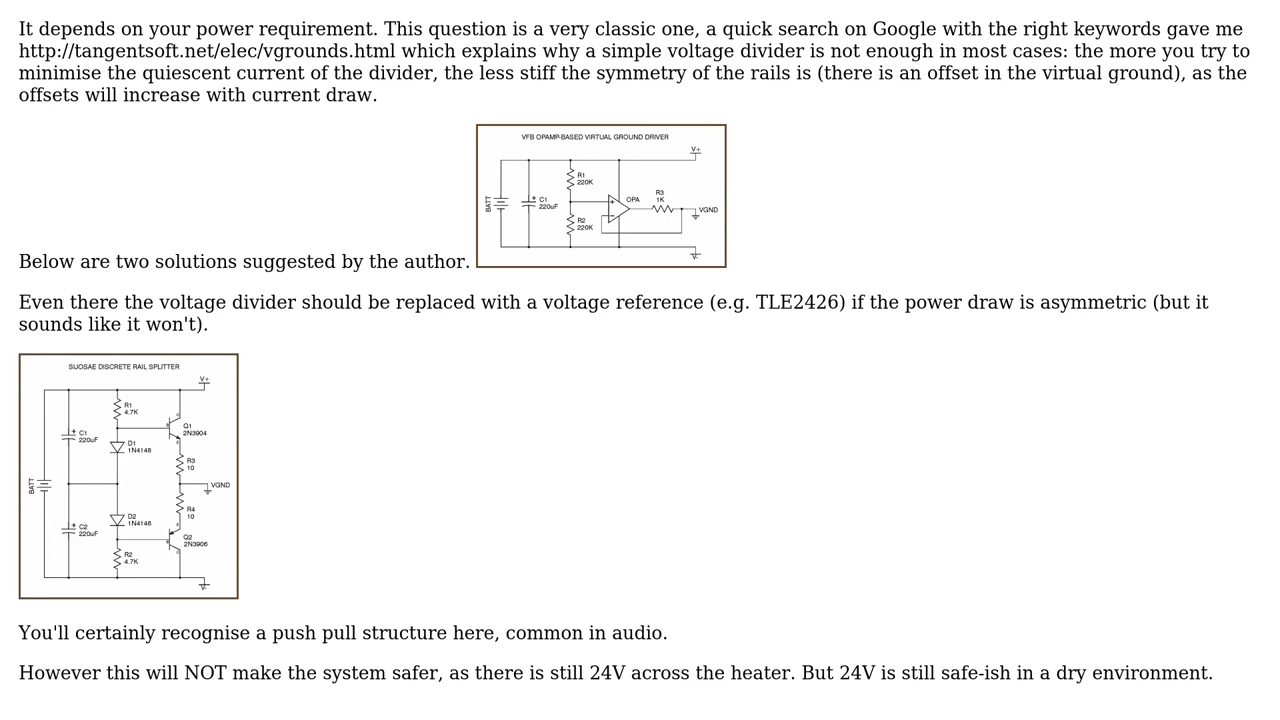 It depends on your power requirement. This question is a very classic one, a quick search on Google with the right keywords gave me
http://tangentsoft.net/elec/vgrounds.html which explains why a simple voltage divider is not enough in most cases: the more you try to
minimise the quiescent current of the divider, the less stiff the symmetry of the rails is (there is an offset in the virtual ground), as the
offsets will increase with current draw.
VFB OPAMP-BASED VIRTUAL GROUND DRIVER
V+
R1
220K
R3
1K
BATT
C1
220uF
OPA
VGND
R2
220K
Below are two solutions suggested by the author.
Even there the voltage divider should be replaced with a voltage reference (e.g. TLE2426) if the power draw is asymmetric (but it
sounds like it won't).
SIJOSAE DISCRETE RAIL SPLITTER
V+
R1
4.7K
Q1
2N3904
C1
220uF
D1
1N4148
R3
10
BATT
VGND
R4
10
D2
1N4148
C2
220uF
Q2
2N3906
R2
4.7K
You'll certainly recognise a push pull structure here, common in audio.
However this will NOT make the system safer, as there is still 24V across the heater. But 24V is still safe-ish in a dry environment.